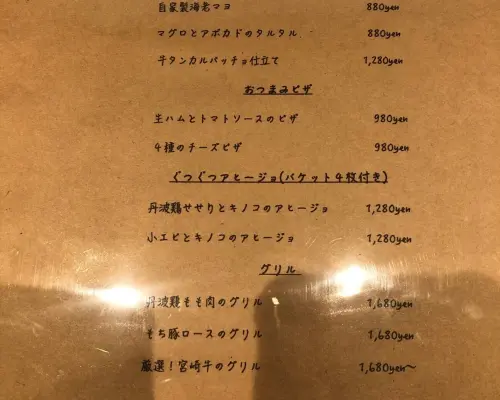 自家製海老マヨ 880yen
マグロとアボカドのタルタル 880yen
牛タンカルパッチョ仕立て 1,280yen
おつまみピザ
生ハムとトマトソースのピザ 980yen
4種のチーズピザ 980yen
ぐつぐつアヒージョ(バケット4枚付き)
丹波鶏せせりとキノコのアヒージョ 1,280yen
小エビとキノコのアヒージョ 1,280yen
グリル
丹波鶏もも肉のグリル 1,680yen
もち豚ロースのグリル 1,680yen
厳選!宮崎牛のグリル 1,680yen〜